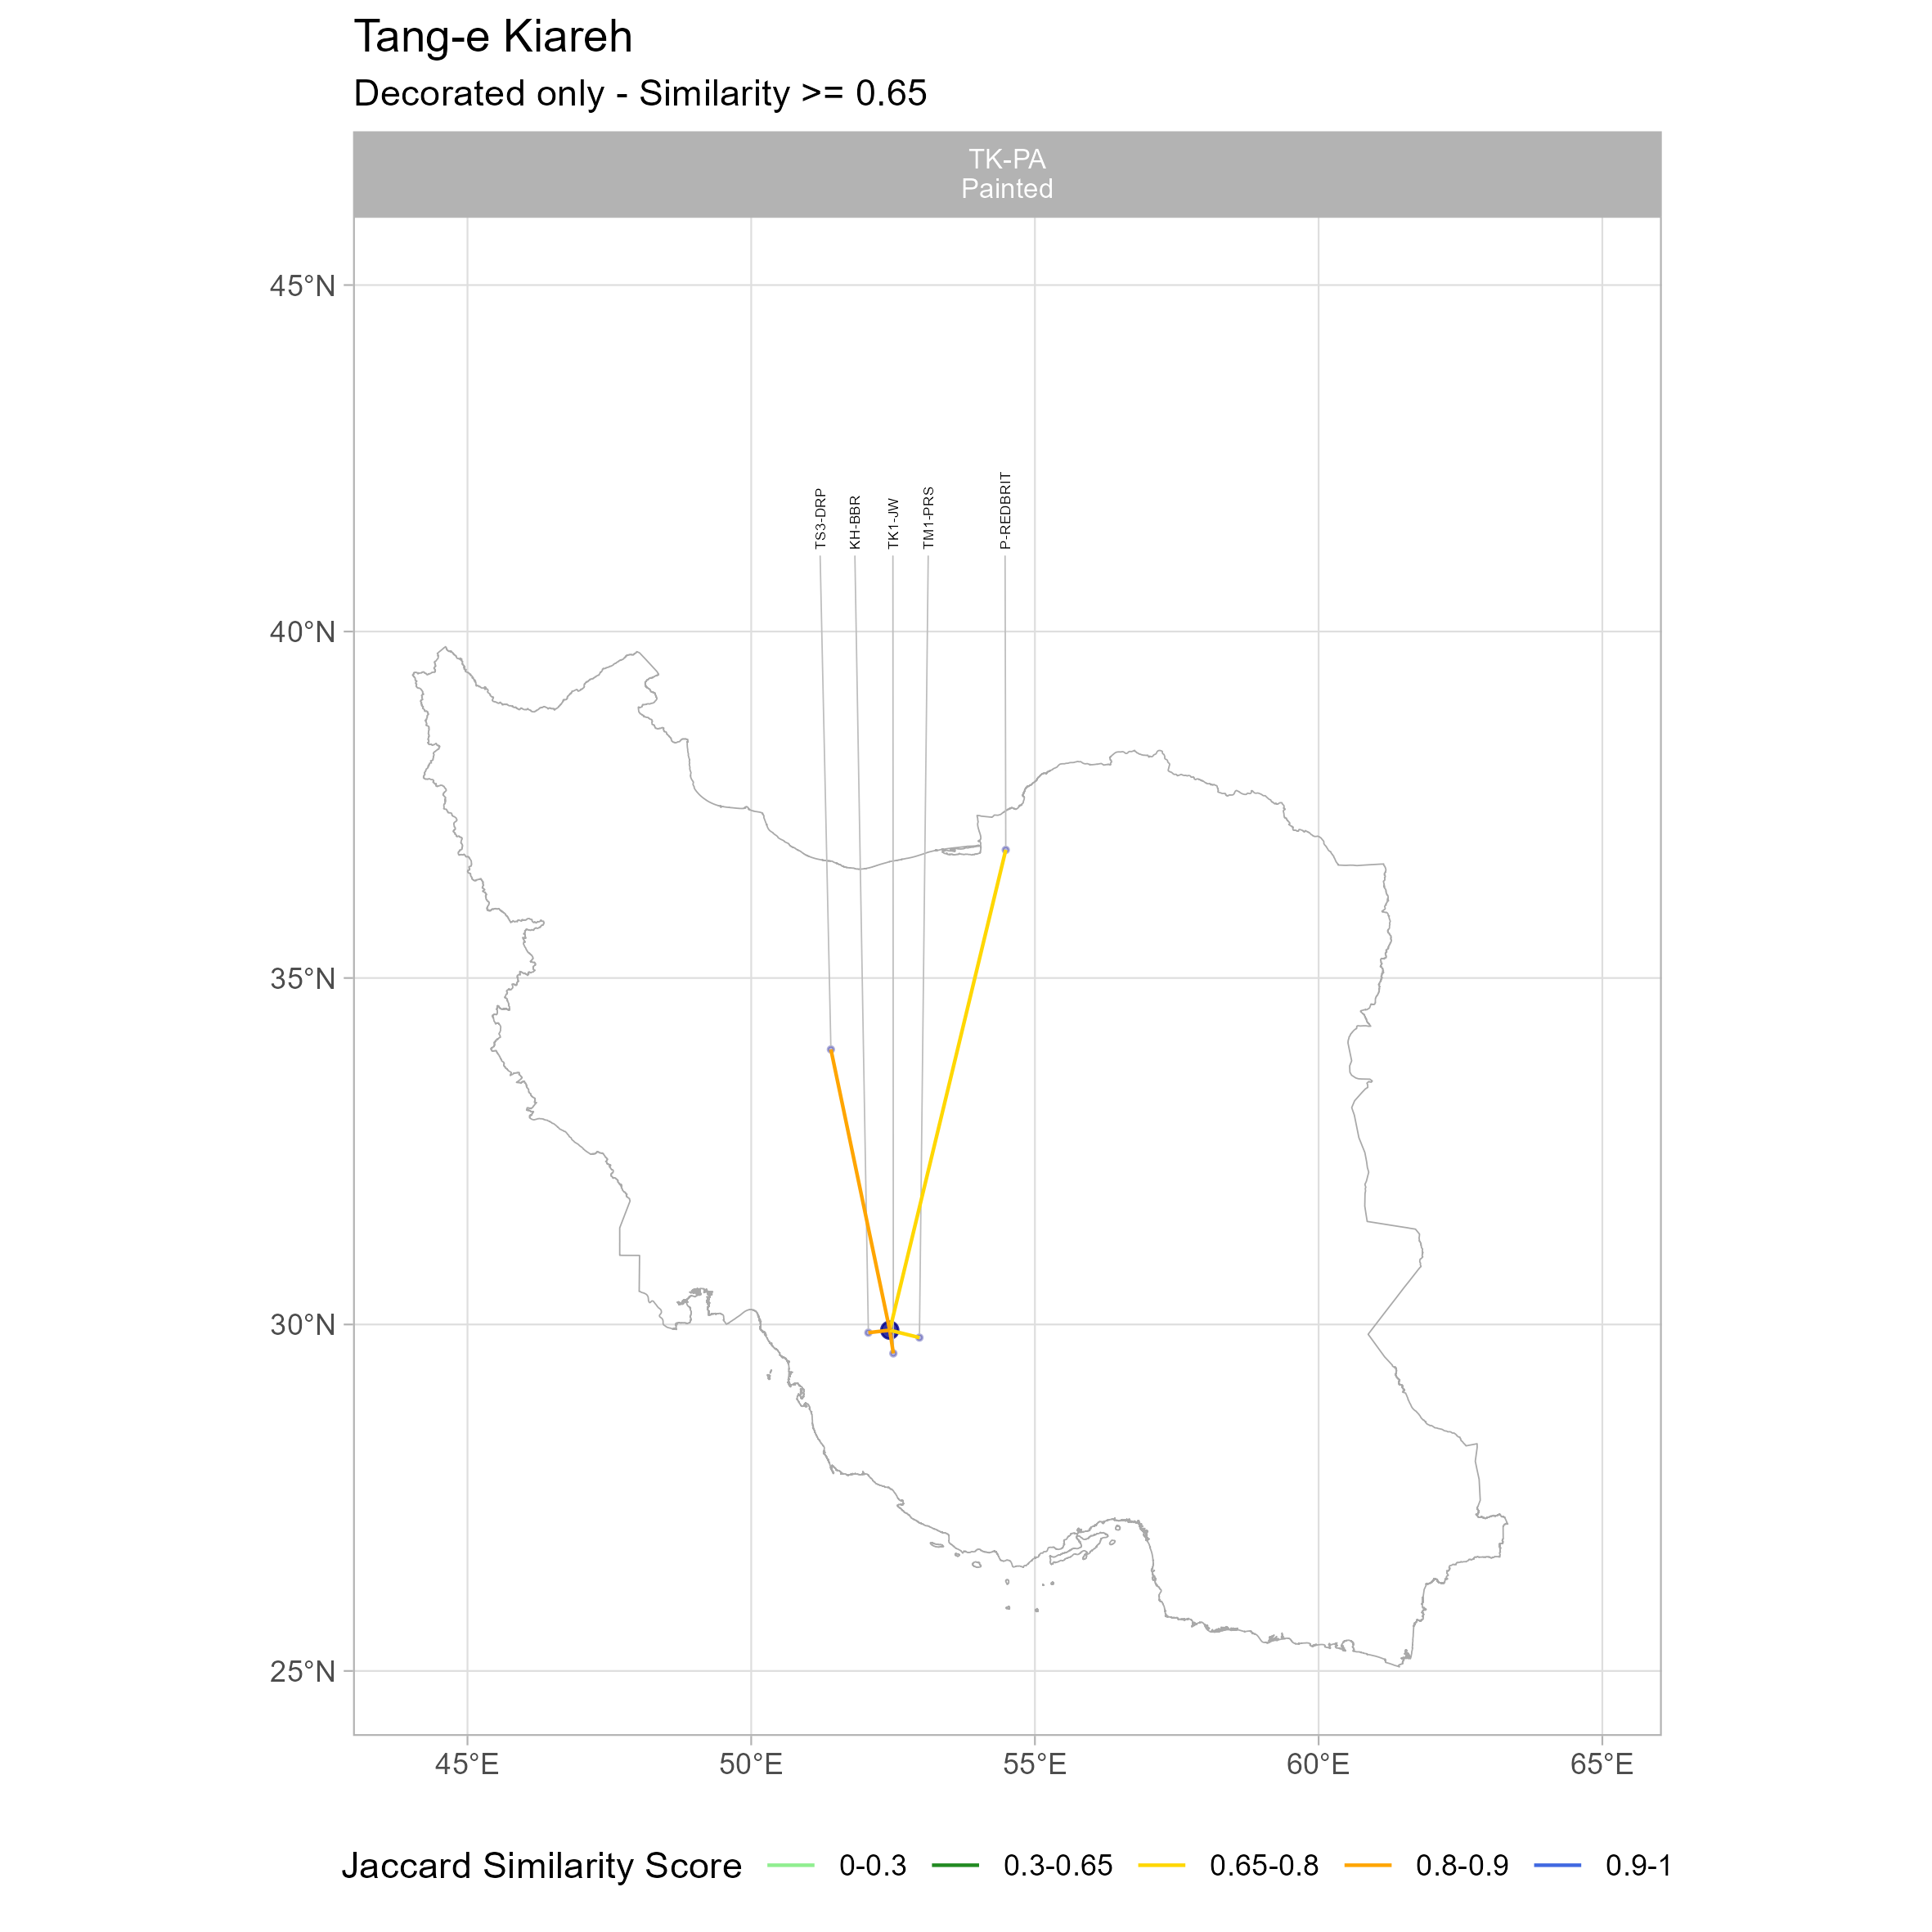 Tang-e Kiareh
Decorated only - Similarity >= 0.65
TK-PA
Painted
45°N
40°N
35°N
30°N
25°N
TS3-DRP
KH-BBR
TK1-JW
TM1-PRS
P-REDBRIT
45°E
50°E
55°E
60°E
65°E
Jaccard Similarity Score
0-0.3
0.3-0.65
0.65-0.8
0.8-0.9
0.9-1